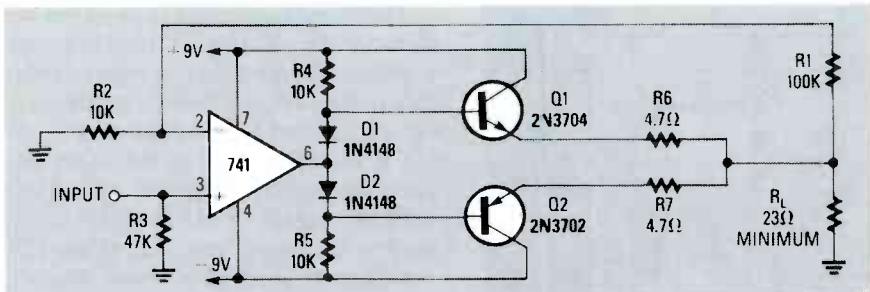 + 9V
R2
10K
2
7
R4
10K
D1
1N4148
741
6
INPUT
3
4
R3
47K
D2
1N4148
R5
10K
- 9V
Q1
2N3704
Q2
2N3702
R6
4.7Ω
R7
4.7Ω
R1
100K
RL
23Ω
MINIMUM